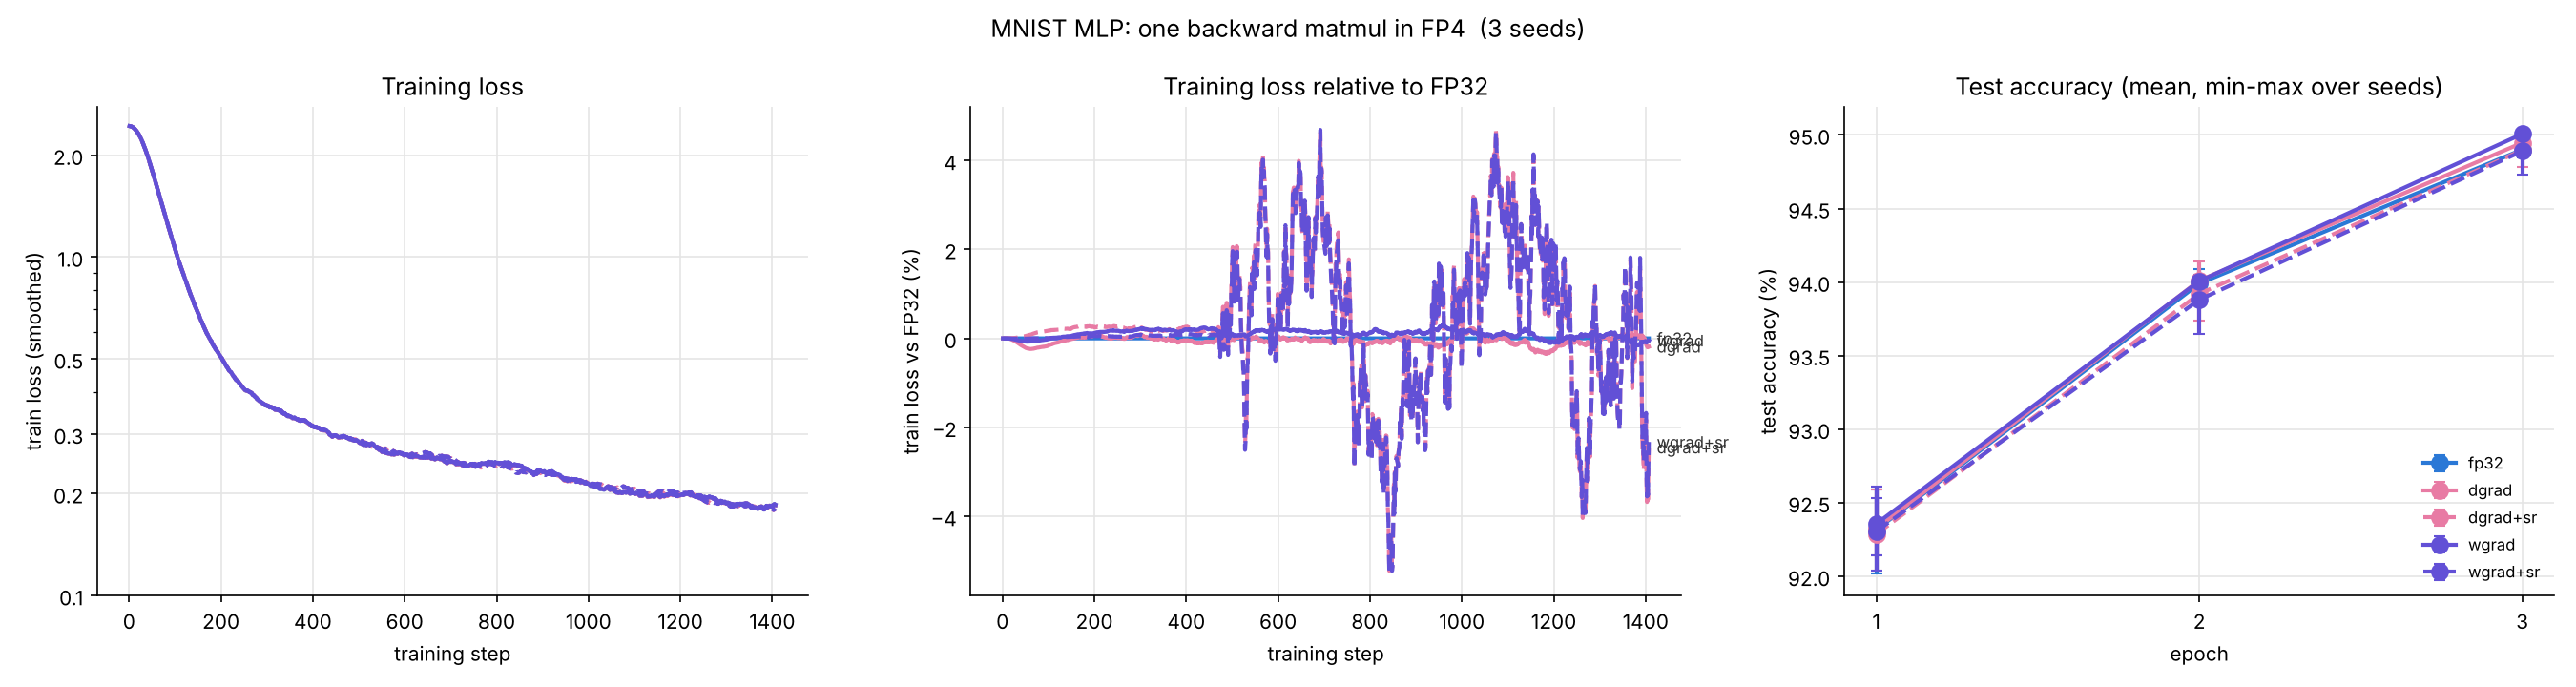 MNIST MLP: one backward matmul in FP4 (3 seeds)
Training loss
train loss (smoothed)
2.0
1.0
0.5
0.3
0.2
0.1
0
200
400
600
800
1000
1200
1400
training step
Training loss relative to FP32
train loss vs FP32 (%)
4
2
0
−2
−4
fp32
wgrad
dgrad
wgrad+sr
dgrad+sr
0
200
400
600
800
1000
1200
1400
training step
Test accuracy (mean, min-max over seeds)
test accuracy (%)
95.0
94.5
94.0
93.5
93.0
92.5
92.0
fp32
dgrad
dgrad+sr
wgrad
wgrad+sr
1
2
3
epoch